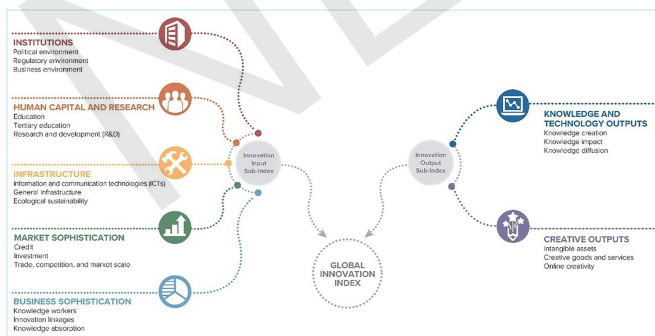 INSTITUTIONS
Political environment
Regulatory environment
Business environment
HUMAN CAPITAL AND RESEARCH
Education
Tertiary education
Research and development (R&D)
INFRASTRUCTURE
Information and communication technologies (ICTs)
General infrastructure
Ecological sustainability
MARKET SOPHISTICATION
Credit
Investment
Trade, competition, and market scale
BUSINESS SOPHISTICATION
Knowledge workers
Innovation linkages
Knowledge absorption
Innovation
Input
Sub-Index
GLOBAL
INNOVATION
INDEX
Innovation
Output
Sub-Index
KNOWLEDGE AND
TECHNOLOGY OUTPUTS
Knowledge creation
Knowledge impact
Knowledge diffusion
CREATIVE OUTPUTS
Intangible assets
Creative goods and services
Online creativity